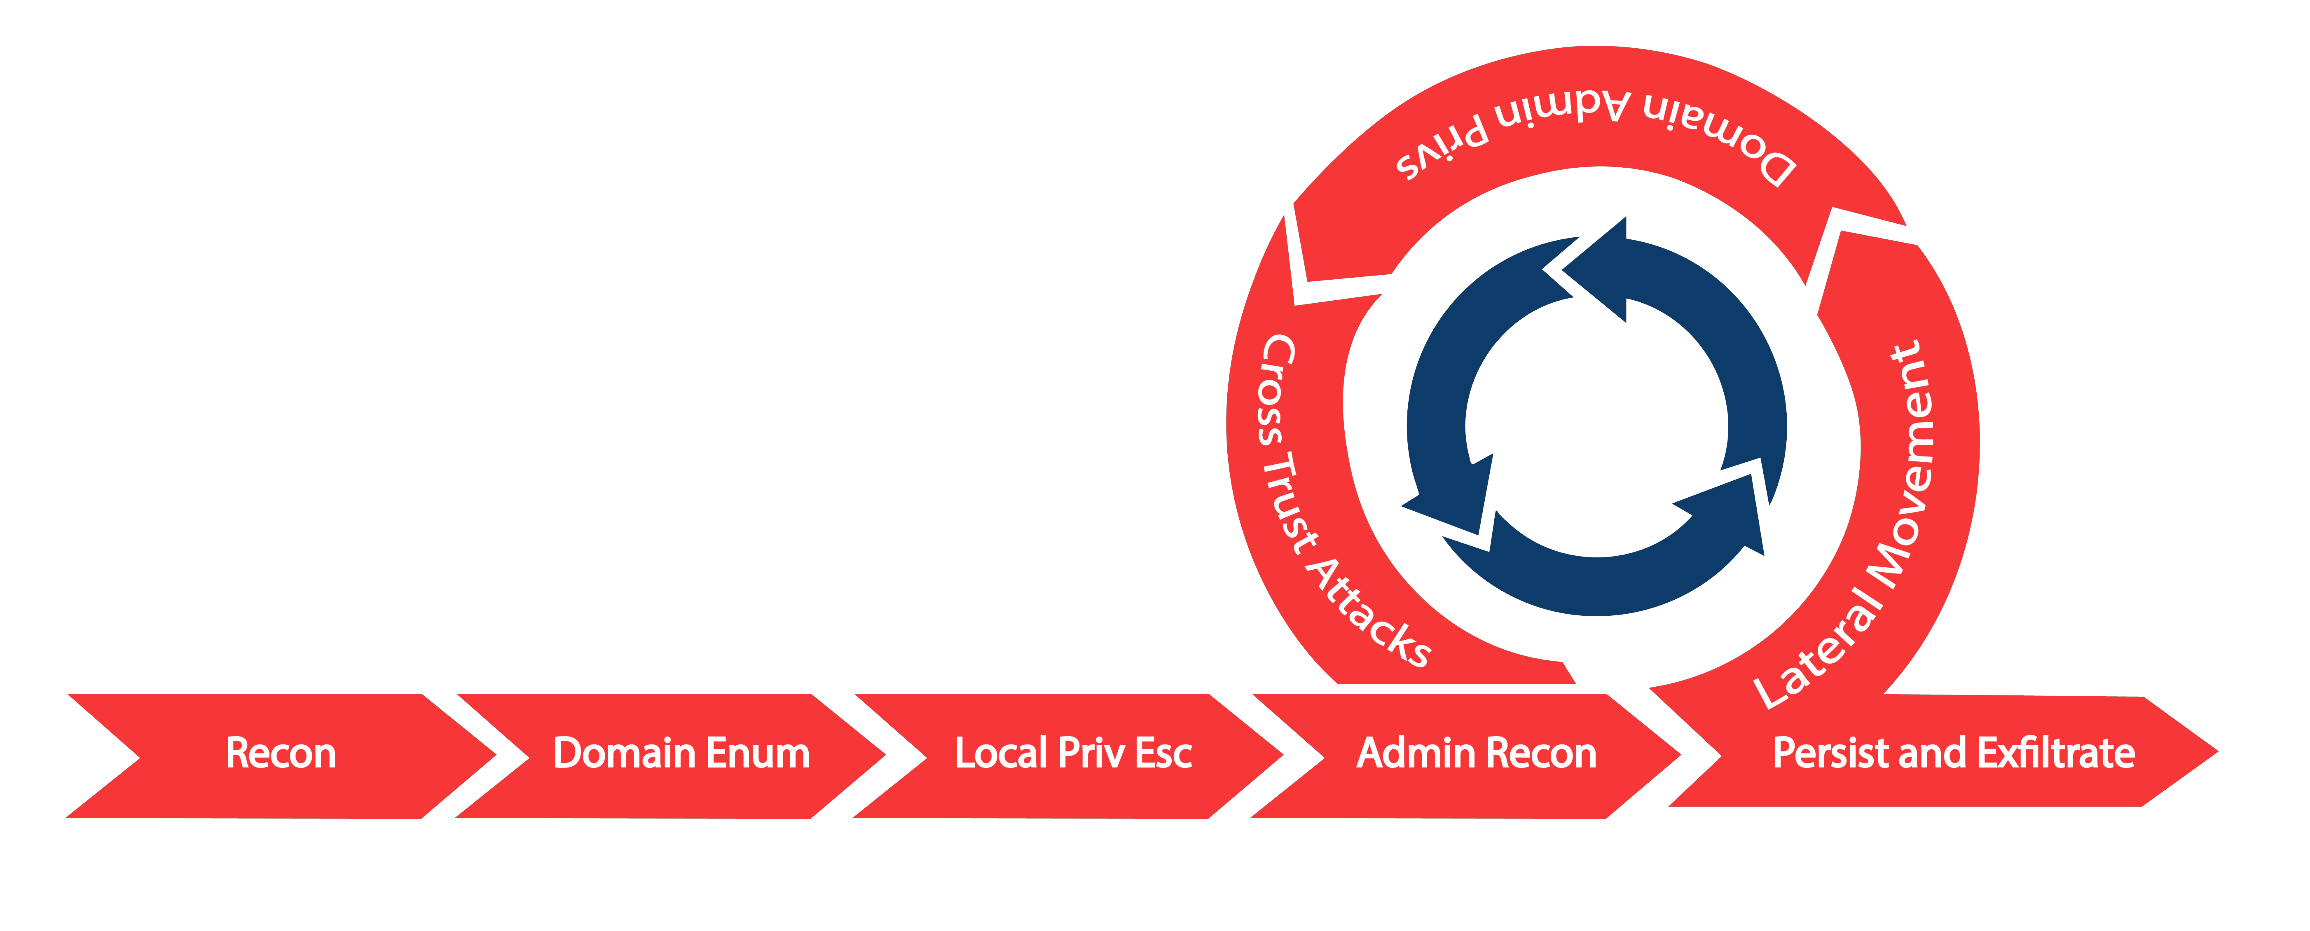 Recon
Domain Enum
Local Priv Esc
Admin Recon
Lateral Movement
Domain Admin Privs
Cross Trust Attacks
Persist and Exfiltrate